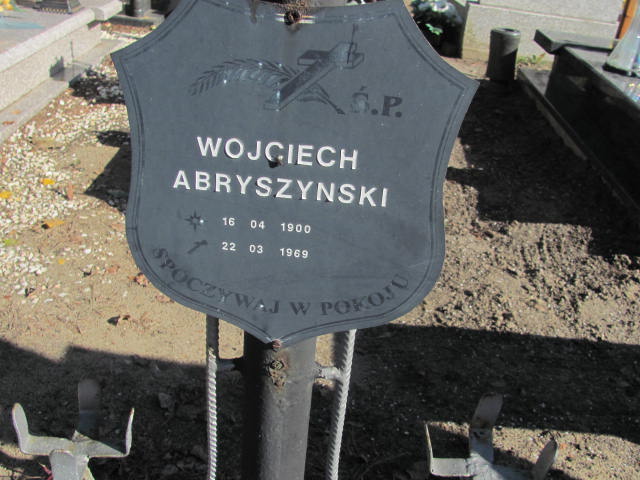 Ś.P.
WOJCIECH
ABRYSZYNSKI
16 04 1900
22 03 1969
SPOCZYWAJ W POKOJU